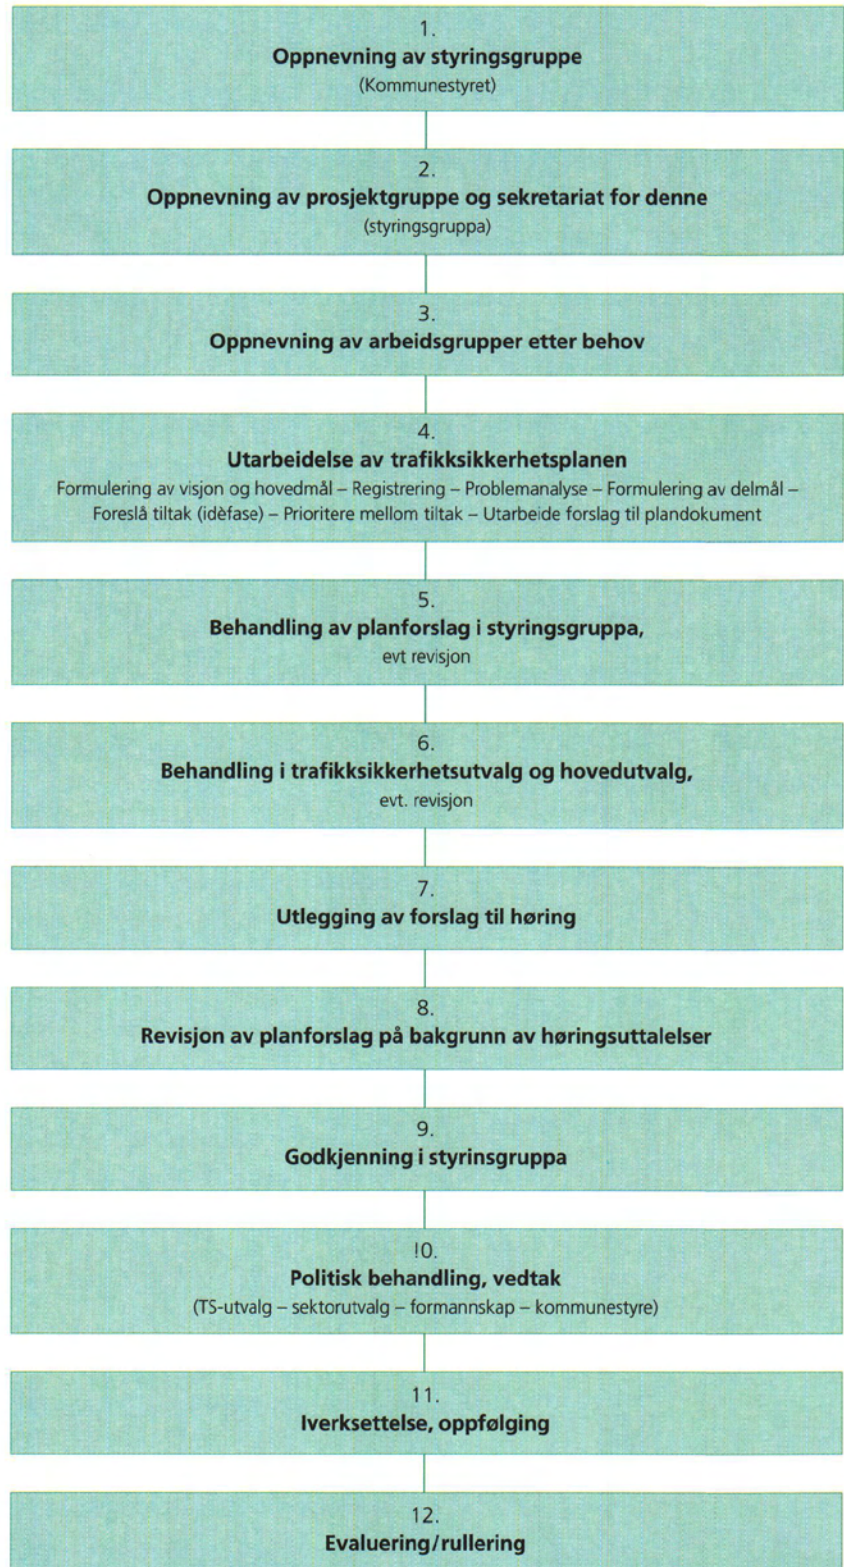 1.
Oppnevning av styringsgruppe
(Kommunestyret)
2.
Oppnevning av prosjektgruppe og sekretariat for denne
(styringsgruppa)
3.
Oppnevning av arbeidsgrupper etter behov
4.
Utarbeidelse av trafikksikkerhetsplanen
Formulering av visjon og hovedmål – Registrering – Problemanalyse – Formulering av delmål –
Foreslå tiltak (idèfase) – Prioritere mellom tiltak – Utarbeide forslag til plandokument
5.
Behandling av planforslag i styringsgruppa,
evt revisjon
6.
Behandling i trafikksikkerhetsutvalg og hovedutvalg,
evt. revisjon
7.
Utlegging av forslag til høring
8.
Revisjon av planforslag på bakgrunn av høringsuttalelser
9.
Godkjenning i styrinsgruppa
!0.
Politisk behandling, vedtak
(TS-utvalg – sektorutvalg – formannskap – kommunestyre)
11.
Iverksettelse, oppfølging
12.
Evaluering/rullering